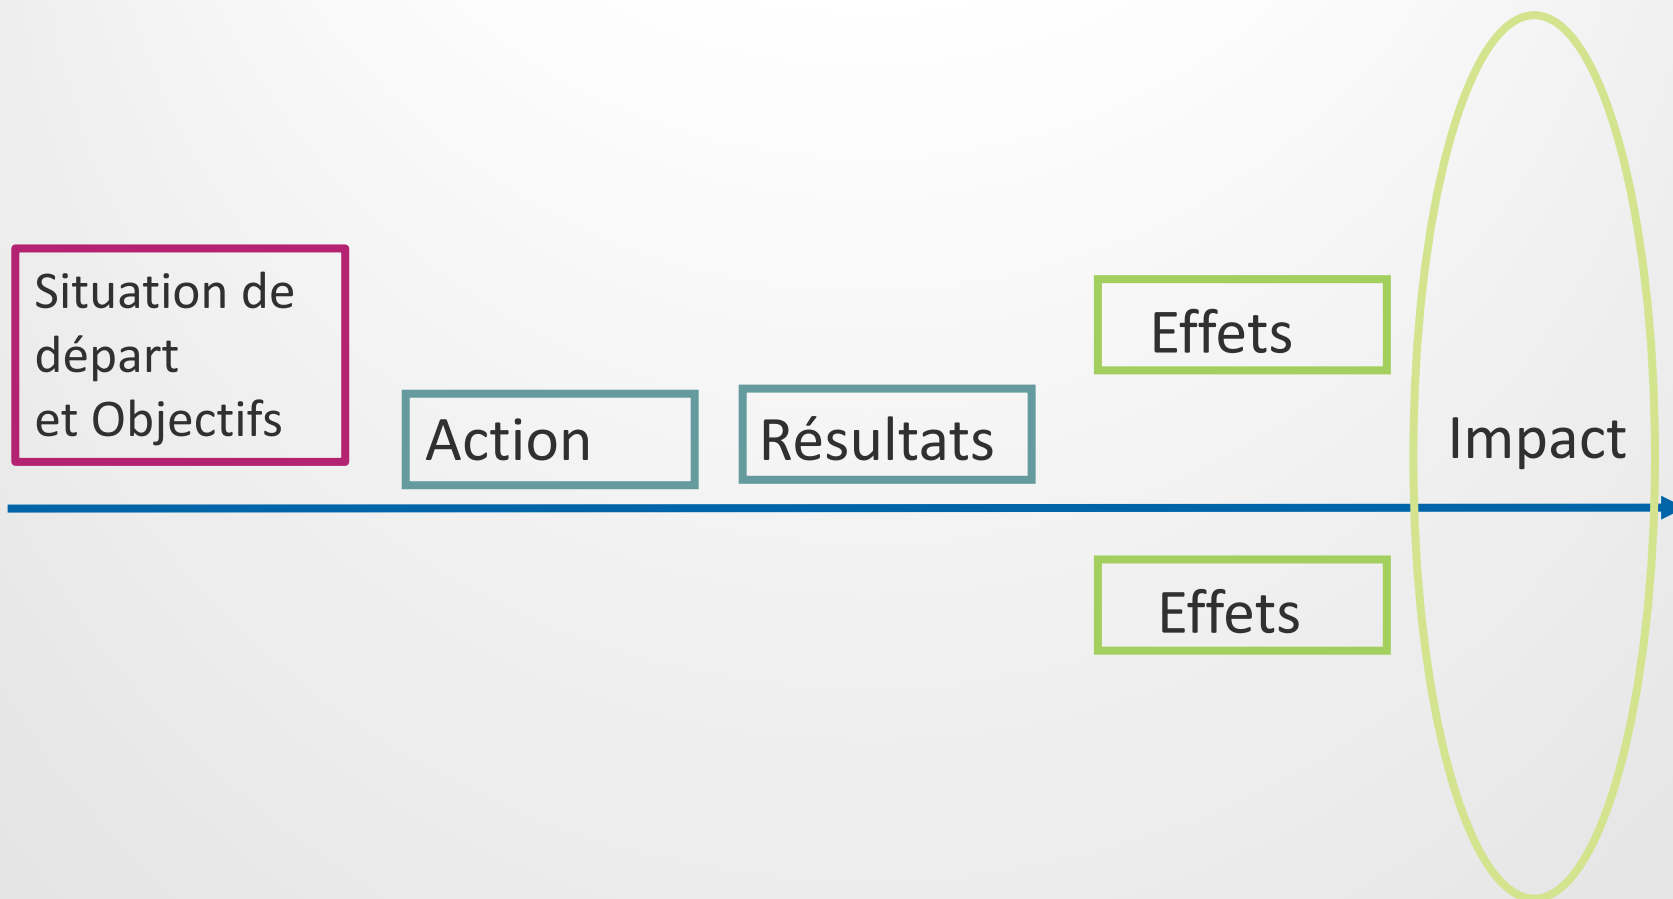 Situation de
départ
et Objectifs
Action
Résultats
Effets
Effets
Impact